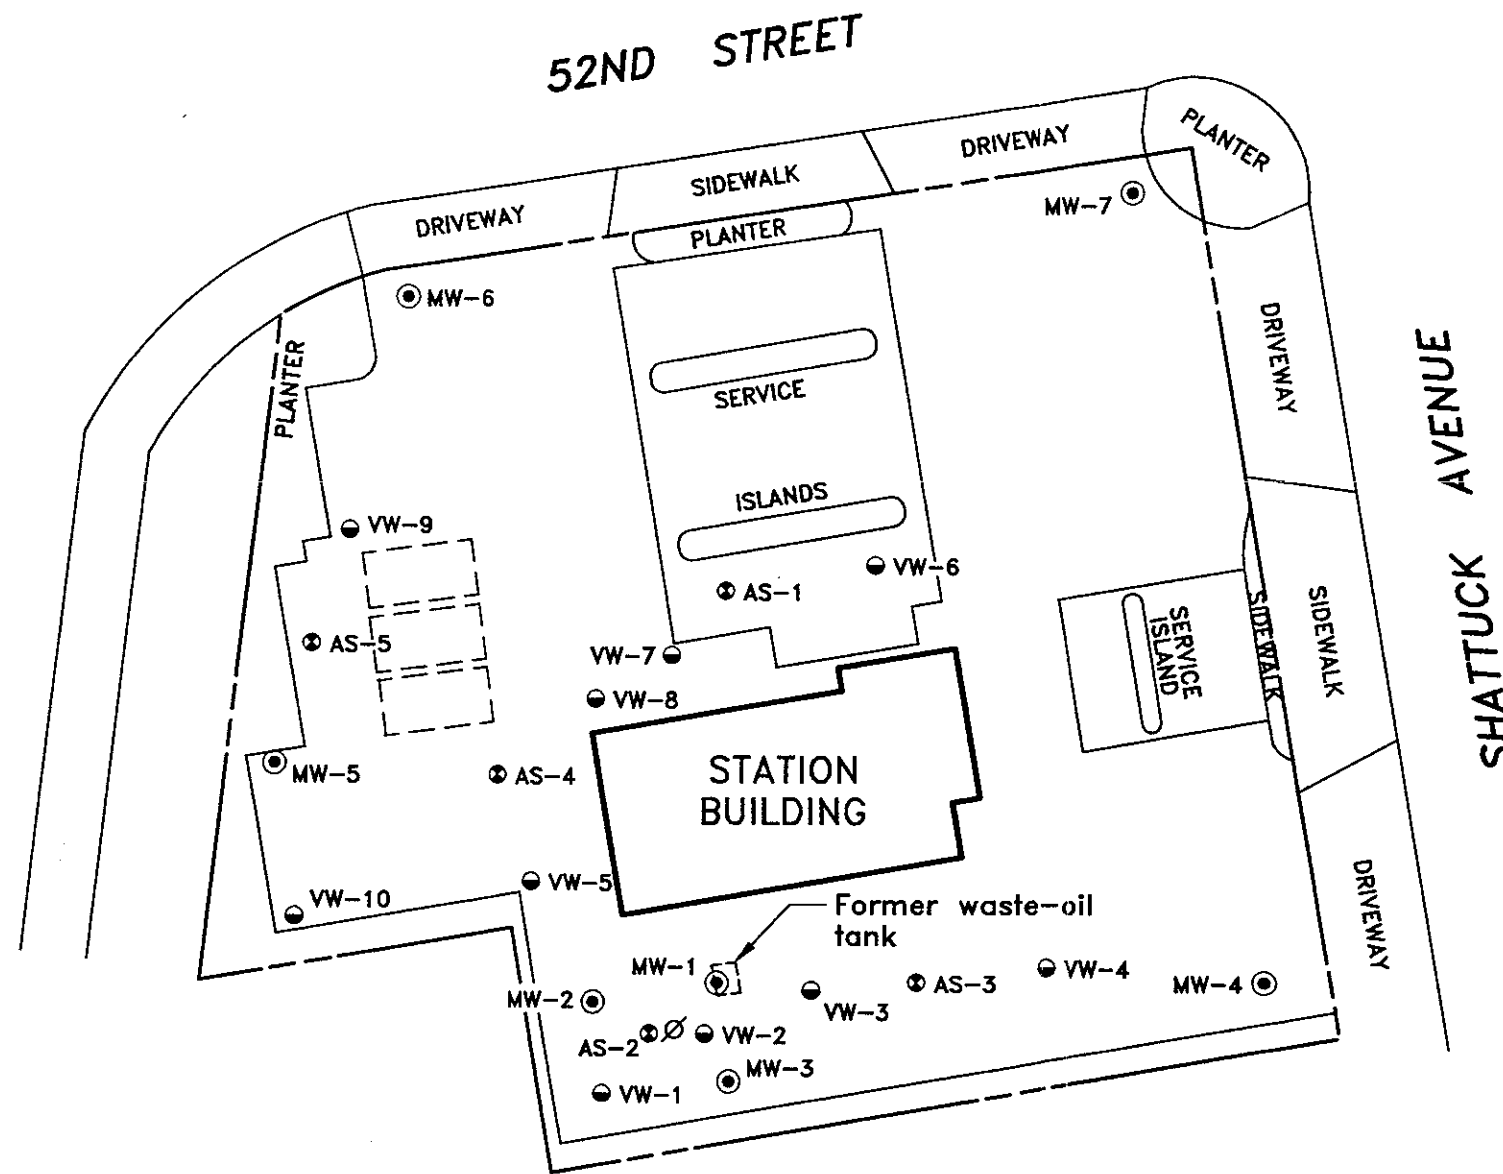 52ND STREET
DRIVEWAY
SIDEWALK
DRIVEWAY
PLANTER
PLANTER
MW-7
MW-6
PLANTER
SERVICE
ISLANDS
DRIVEWAY
SHATTUCK AVENUE
VW-9
VW-6
AS-1
AS-5
VW-7
VW-8
SERVICE
ISLAND
SIDEWALK
SIDEWALK
MW-5
AS-4
STATION
BUILDING
VW-5
VW-10
Former waste-oil
tank
DRIVEWAY
MW-1
MW-2
VW-3
AS-3
VW-4
MW-4
AS-2
VW-2
MW-3
VW-1